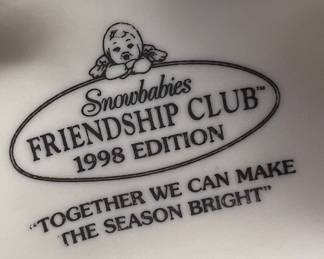 Snowbabies
FRIENDSHIP CLUB™
1998 EDITION
"TOGETHER WE CAN MAKE
THE SEASON BRIGHT"